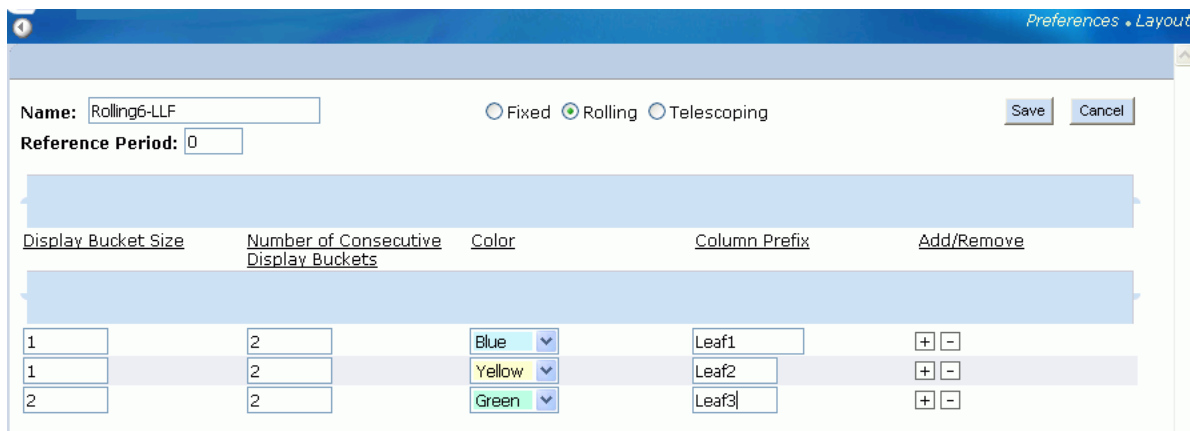 Preferences • Layout
Name: Rolling6-LLF Fixed Rolling Telescoping Save Cancel
Reference Period: 0
Display Bucket Size Number of Consecutive Display Buckets Color Column Prefix Add/Remove
1 2 Blue Leaf1 + -
1 2 Yellow Leaf2 + -
2 2 Green Leaf3 + -